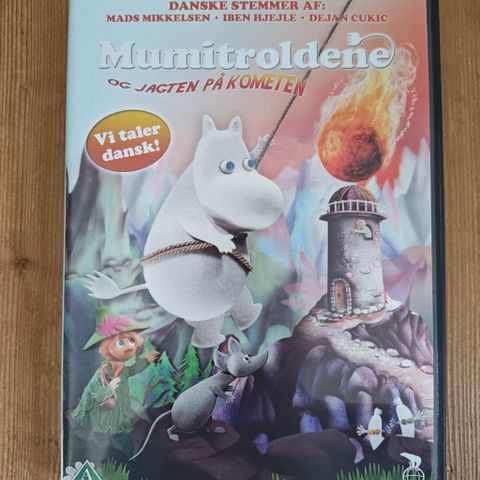 DANSKE STEMMER AF:
MADS MIKKELSEN · IBEN HJEJLE · DEJAN CUKIC
Mumitroldene
OG JAGTEN PÅ KOMETEN
Vi taler
dansk!
A